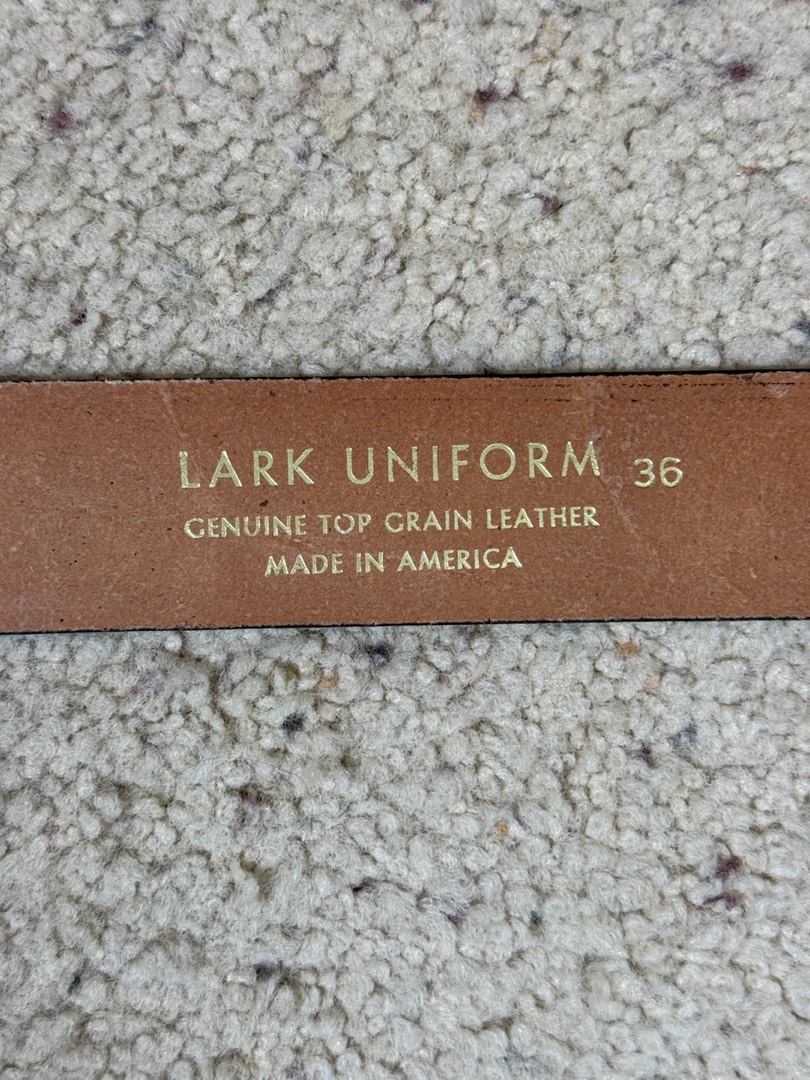 LARK UNIFORM 36
GENUINE TOP GRAIN LEATHER
MADE IN AMERICA